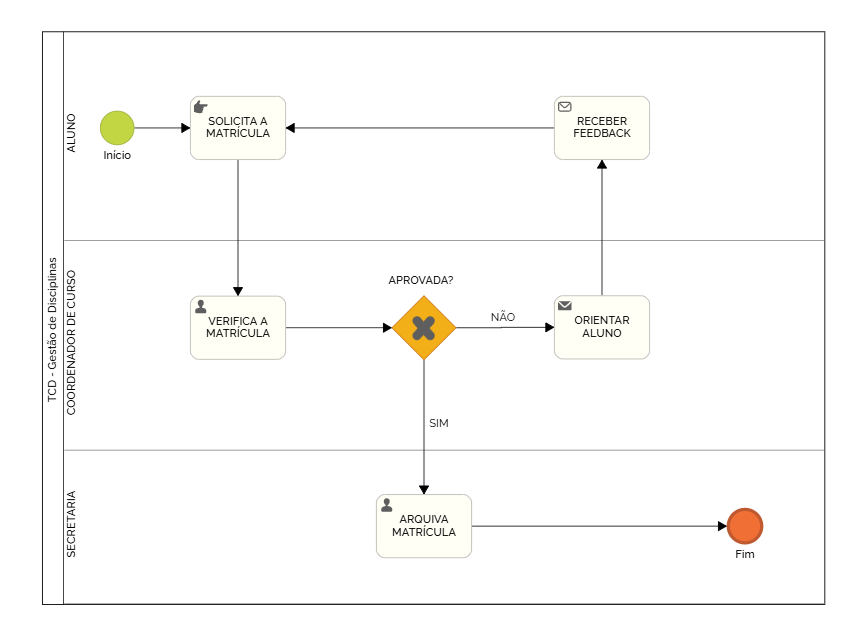 TCD - Gestão de Disciplinas
ALUNO
Início
SOLICITA A
MATRÍCULA
RECEBER
FEEDBACK
COORDENADOR DE CURSO
VERIFICA A
MATRÍCULA
APROVADA?
NÃO
ORIENTAR
ALUNO
SIM
SECRETARIA
ARQUIVA
MATRÍCULA
Fim